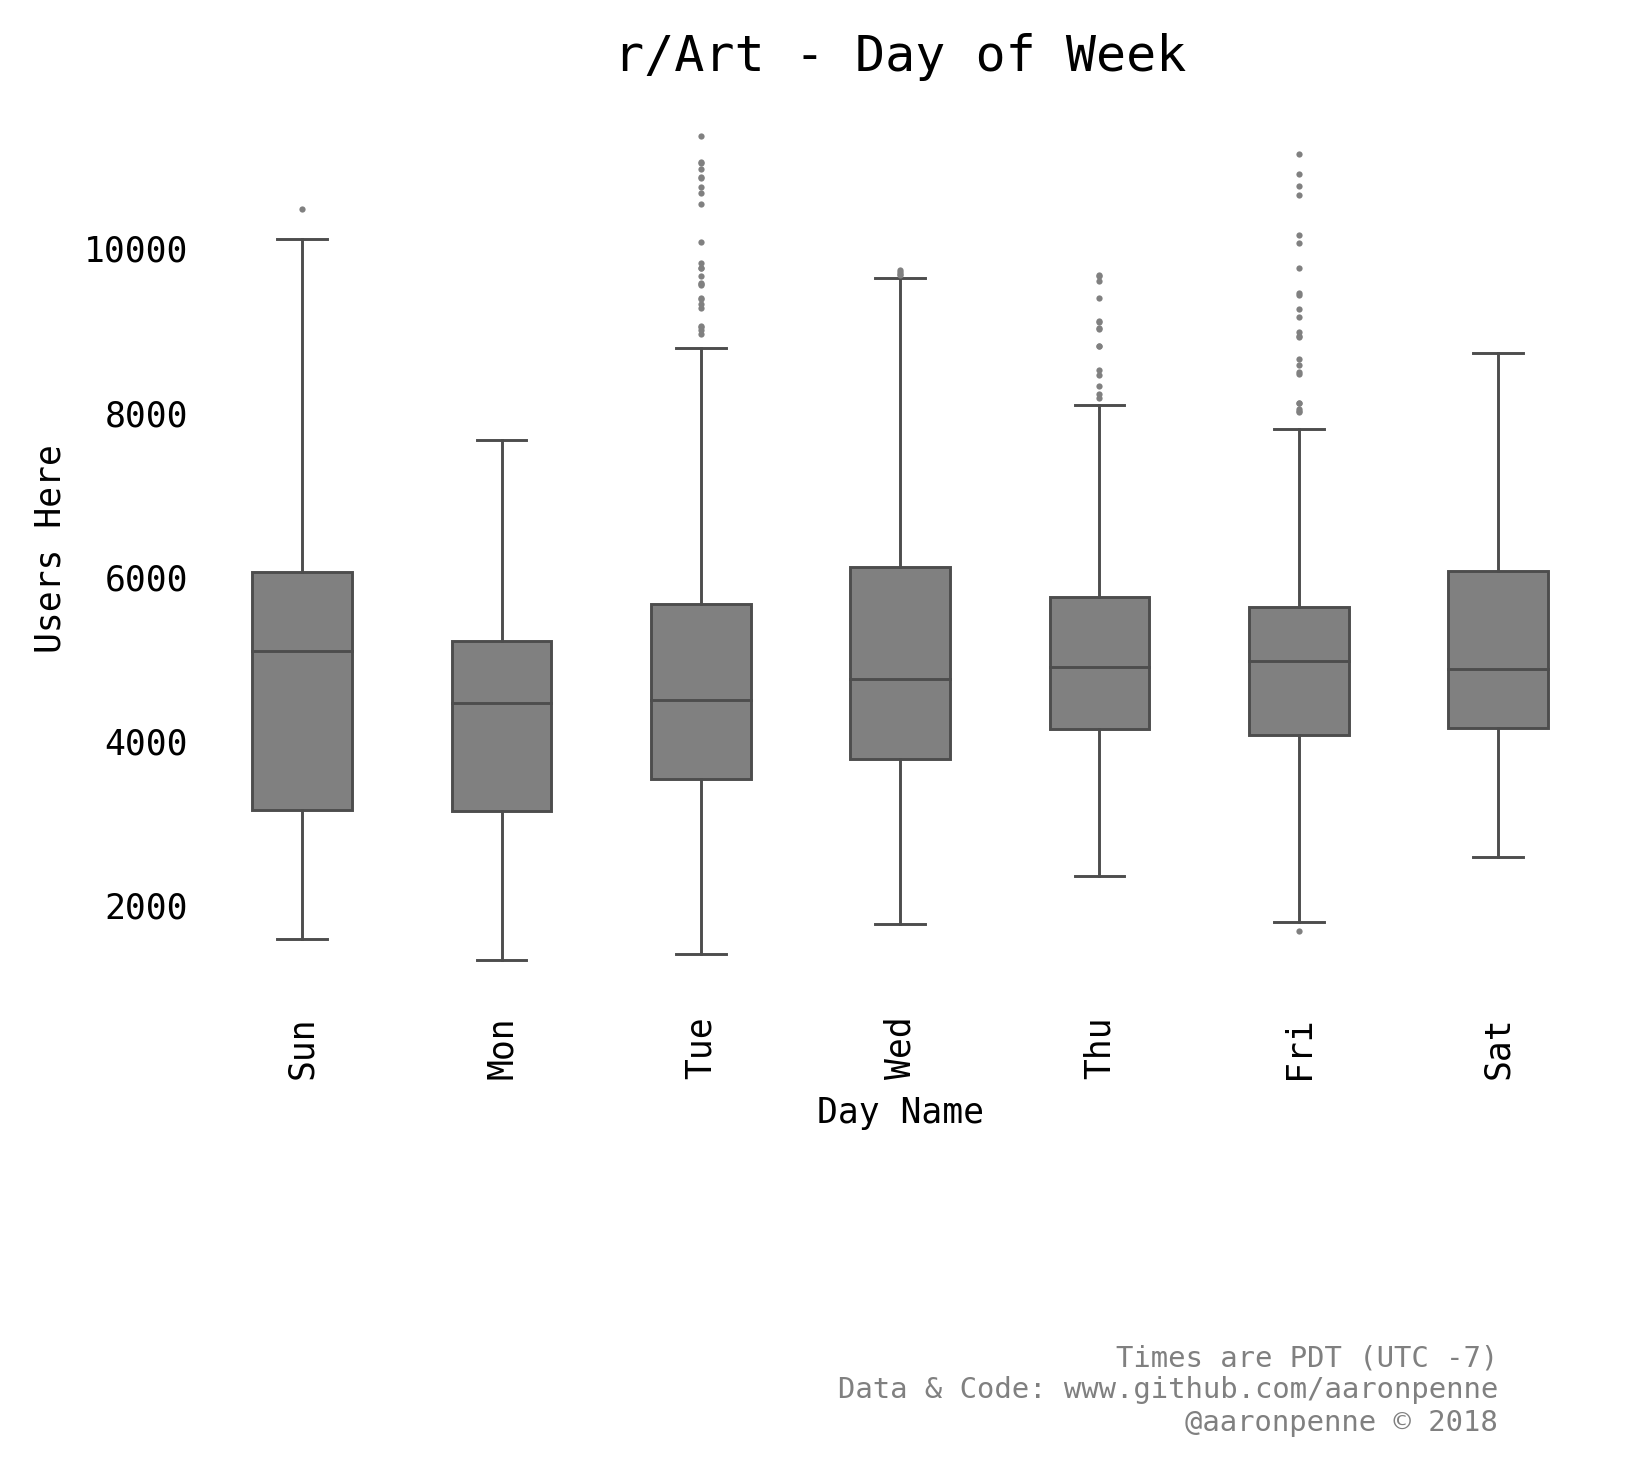 r/Art - Day of Week
Users Here
10000
8000
6000
4000
2000
Sun
Mon
Tue
Wed
Thu
Fri
Sat
Day Name
Times are PDT (UTC -7)
Data & Code: www.github.com/aaronpenne
@aaronpenne © 2018